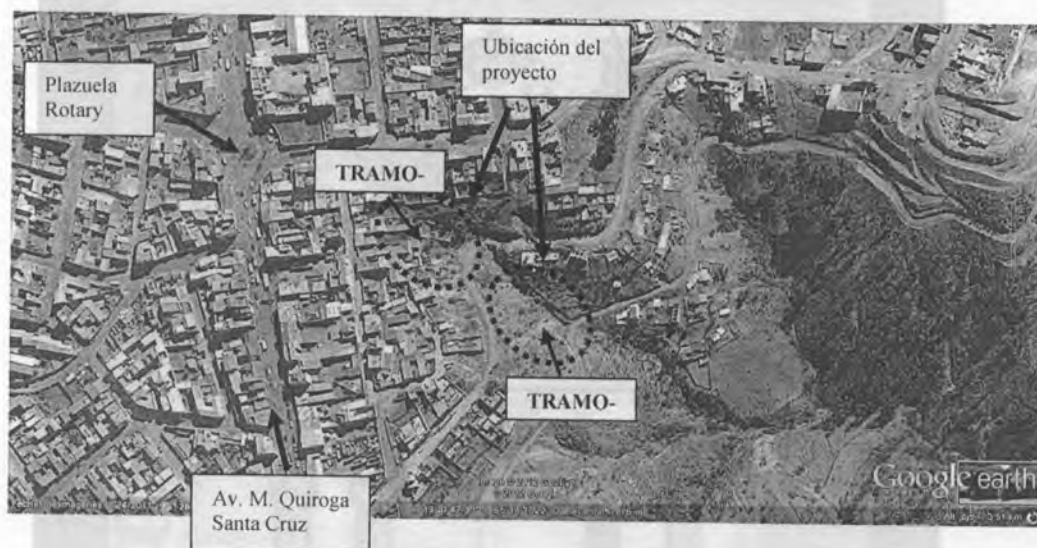 Plazuela
Rotary
Ubicación del
proyecto
TRAMO-
TRAMO-
Av. M. Quiroga
Santa Cruz
Google earth